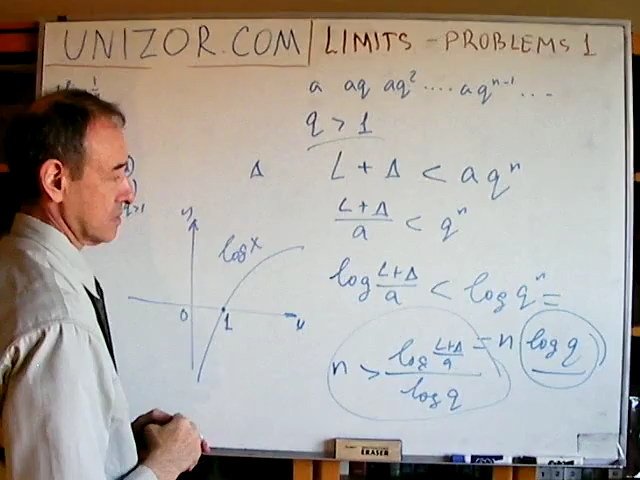 UNIZOR.COM | LIMITS - PROBLEMS 1
a aq aq² .... aqⁿ⁻¹ ...
q > 1
Δ L + Δ < aqⁿ
(L+Δ)/a < qⁿ
log (L+Δ)/a < log qⁿ =
= n log q
n > (log (L+Δ)/a) / (log q)
q>1
y
log x
0 1 x
ERASER